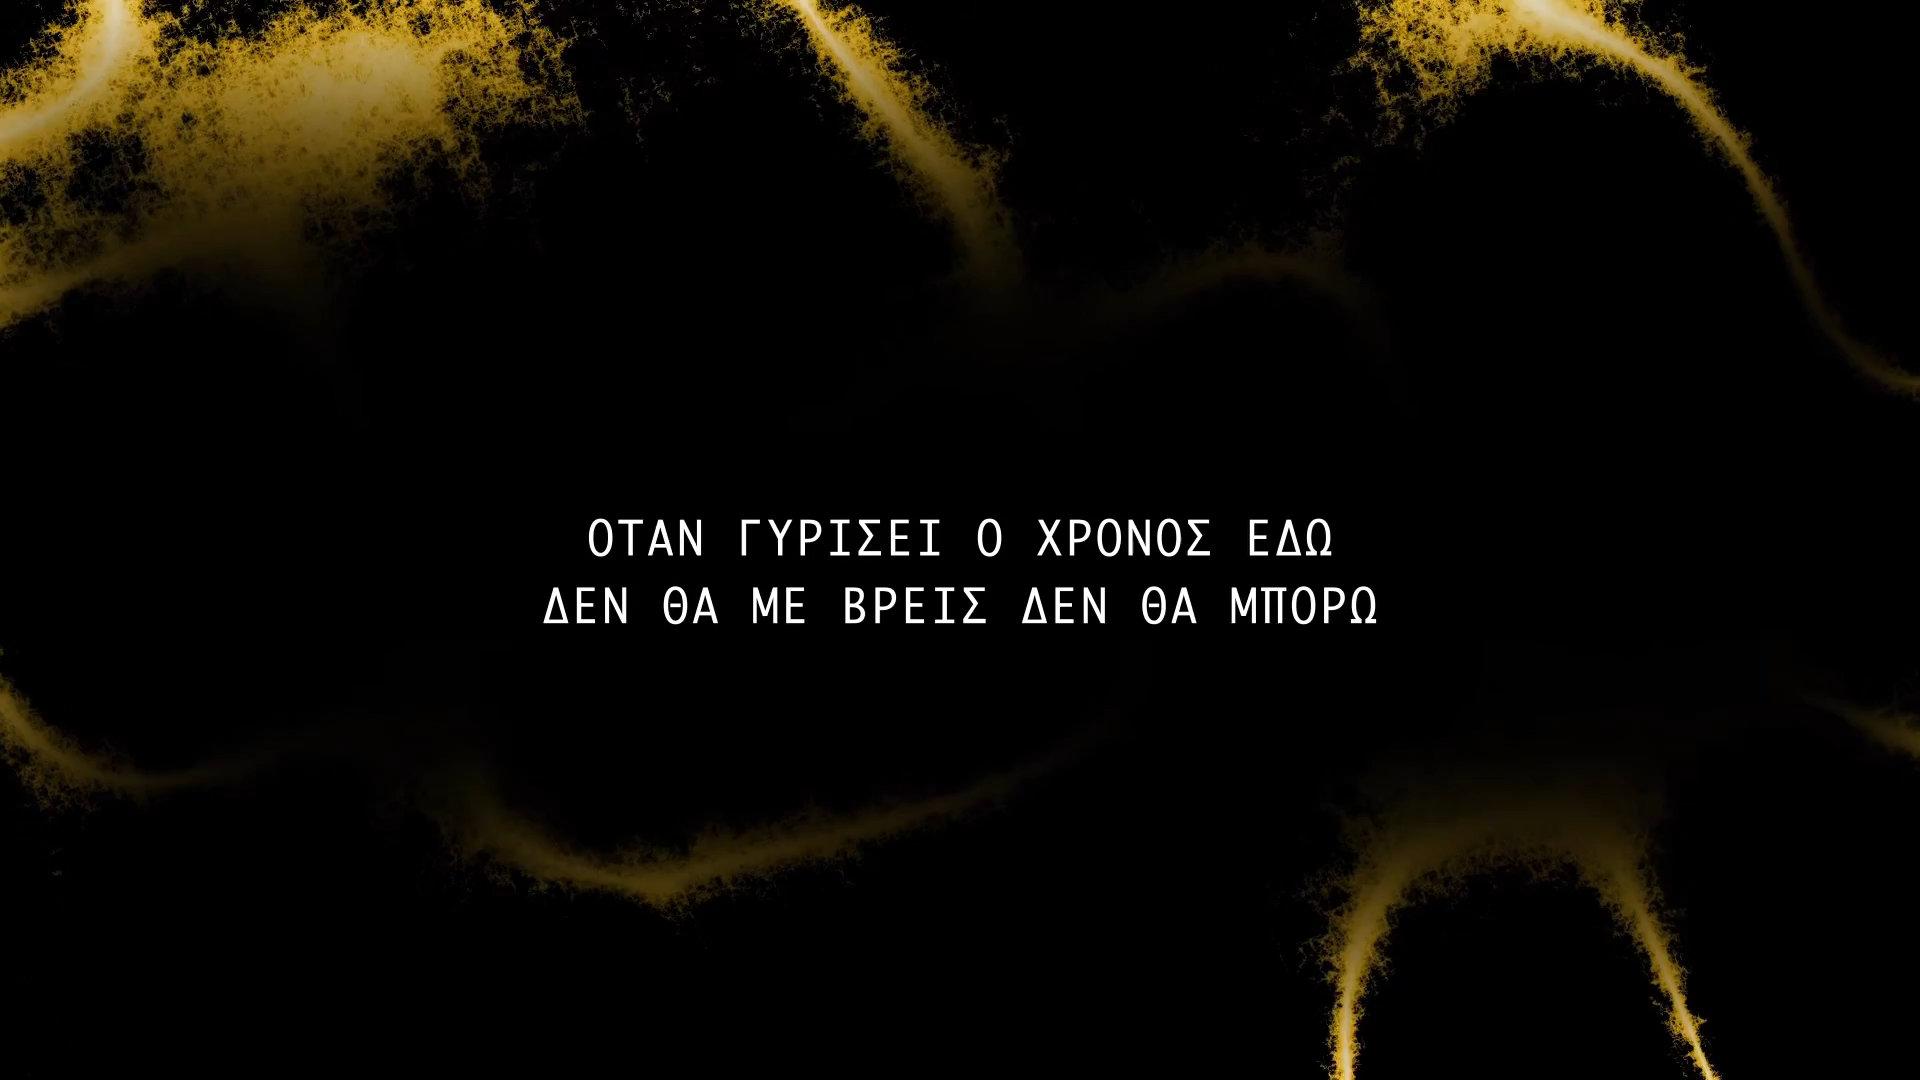 ΟΤΑΝ ΓΥΡΙΣΕΙ Ο ΧΡΟΝΟΣ ΕΔΩ
ΔΕΝ ΘΑ ΜΕ ΒΡΕΙΣ ΔΕΝ ΘΑ ΜΠΟΡΩ